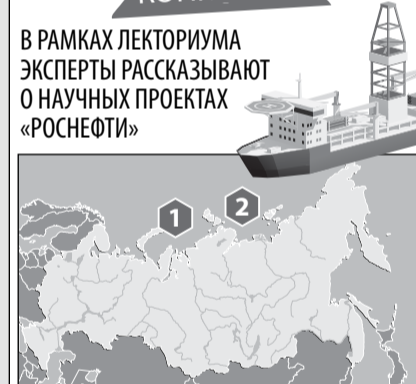 В РАМКАХ ЛЕКТОРИУМА
ЭКСПЕРТЫ РАССКАЗЫВАЮТ
О НАУЧНЫХ ПРОЕКТАХ
«РОСНЕФТИ»
1 2